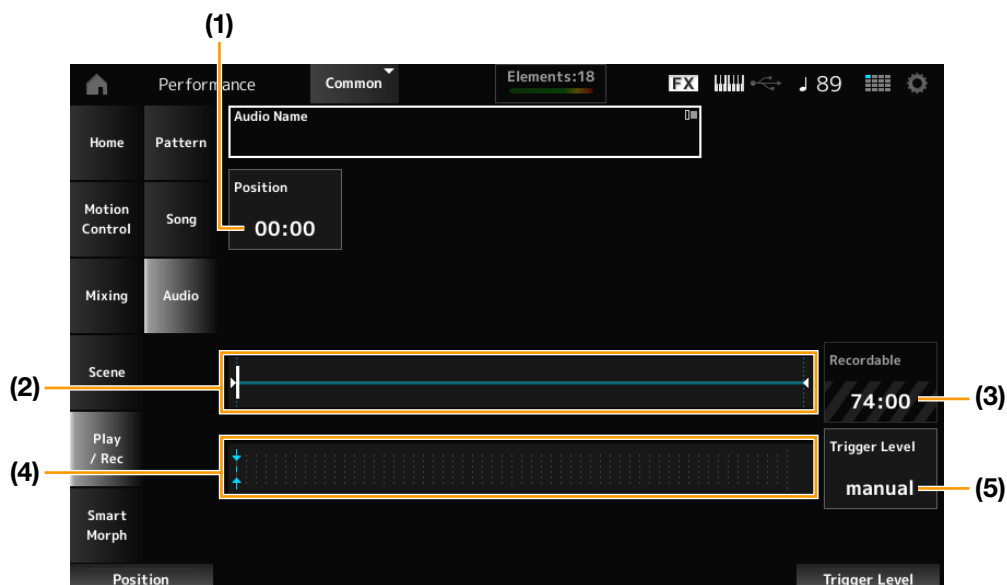 (1)
Performance
Common
Elements:18
FX
89
Home
Pattern
Audio Name
Position
00:00
Motion
Control
Song
Mixing
Audio
Scene
(2)
Recordable
74:00
(3)
Play
/ Rec
(4)
Trigger Level
manual
(5)
Smart
Morph
Position
Trigger Level